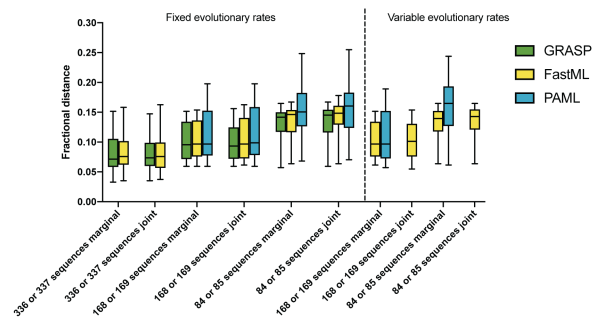 Fixed evolutionary rates
Variable evolutionary rates
GRASP
FastML
PAML
Fractional distance
0.30
0.25
0.20
0.15
0.10
0.05
0.00
336 or 337 sequences marginal
336 or 337 sequences joint
168 or 169 sequences marginal
168 or 169 sequences joint
84 or 85 sequences marginal
84 or 85 sequences joint
168 or 169 sequences marginal
168 or 169 sequences joint
84 or 85 sequences marginal
84 or 85 sequences joint